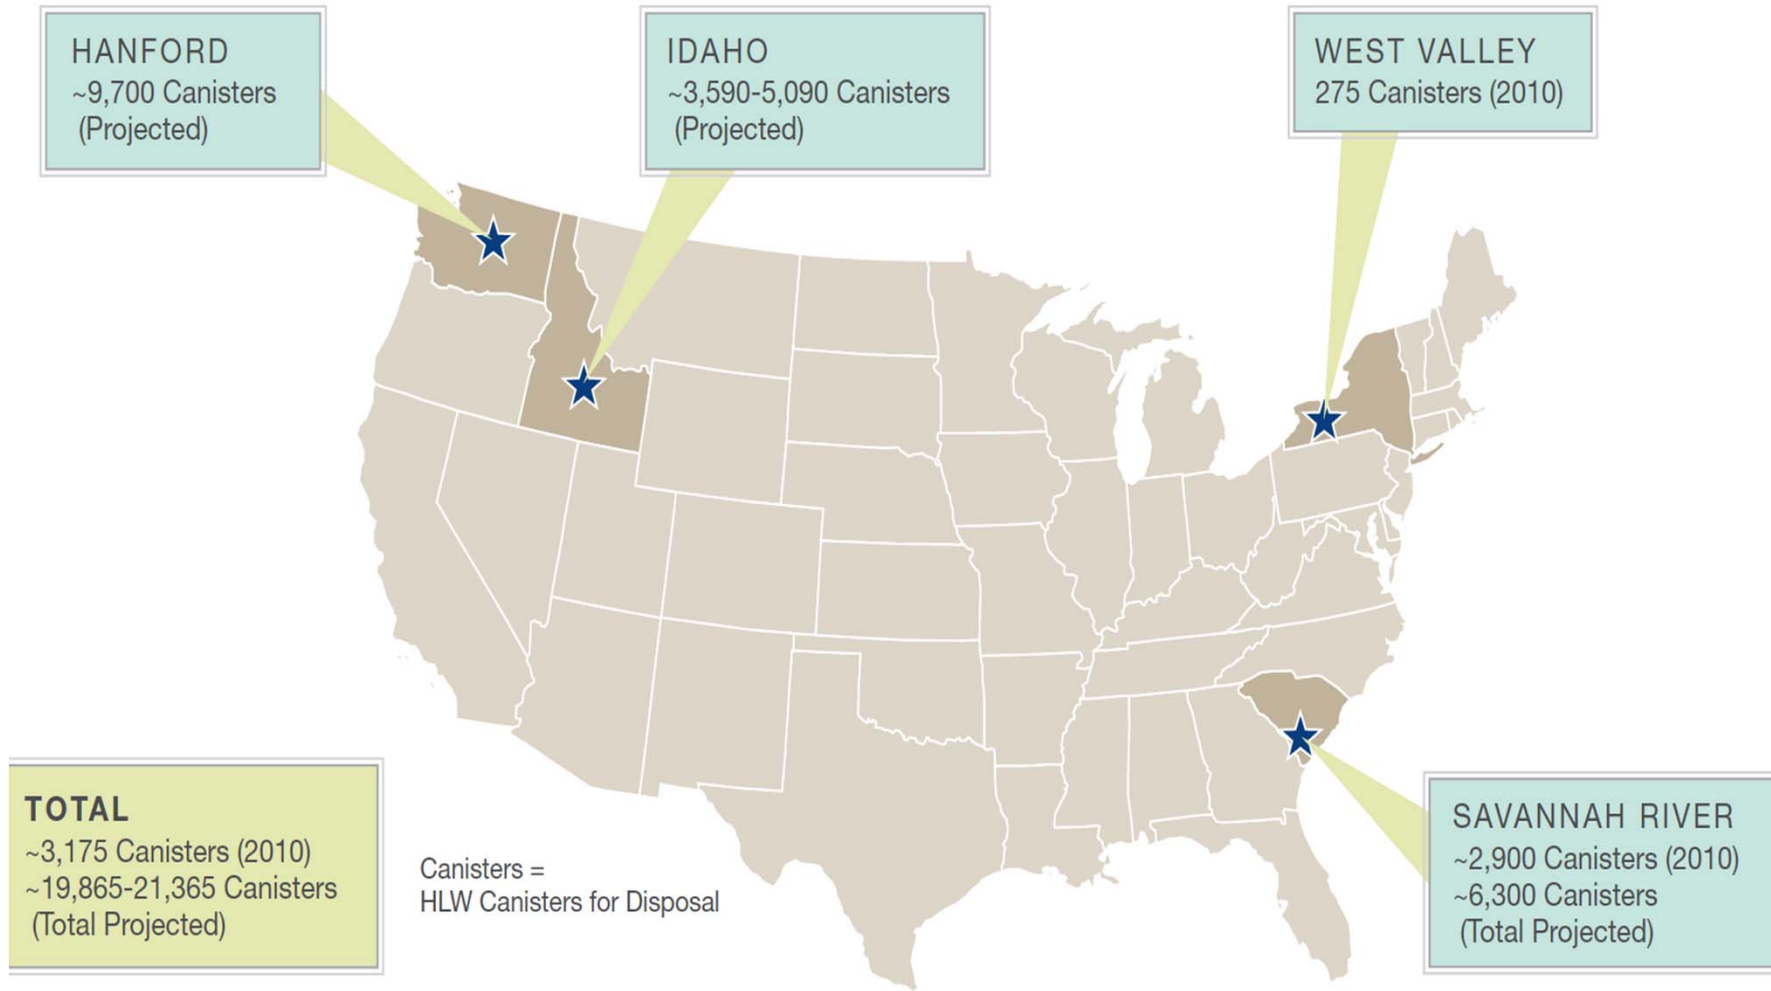 HANFORD
~9,700 Canisters
(Projected)
IDAHO
~3,590-5,090 Canisters
(Projected)
WEST VALLEY
275 Canisters (2010)
TOTAL
~3,175 Canisters (2010)
~19,865-21,365 Canisters
(Total Projected)
Canisters =
HLW Canisters for Disposal
SAVANNAH RIVER
~2,900 Canisters (2010)
~6,300 Canisters
(Total Projected)